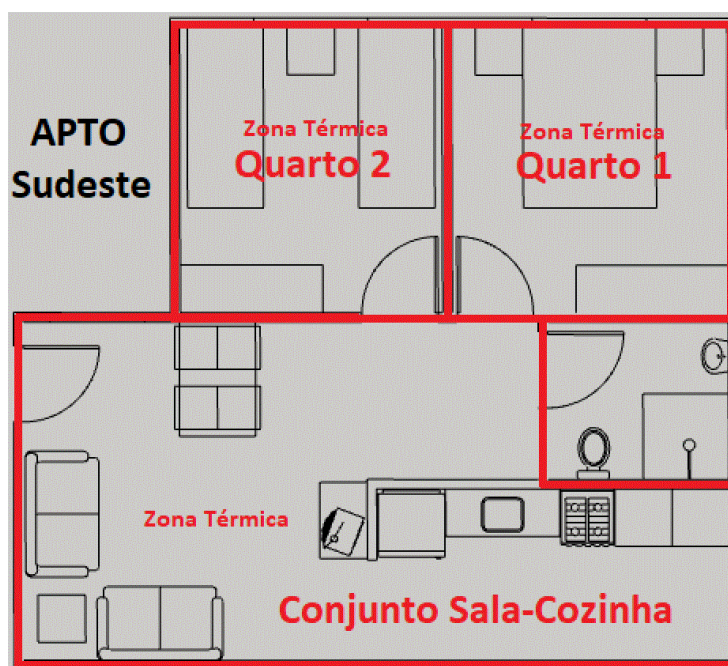 APTO
Sudeste
Zona Térmica
Quarto 2
Zona Térmica
Quarto 1
Zona Térmica
Conjunto Sala-Cozinha